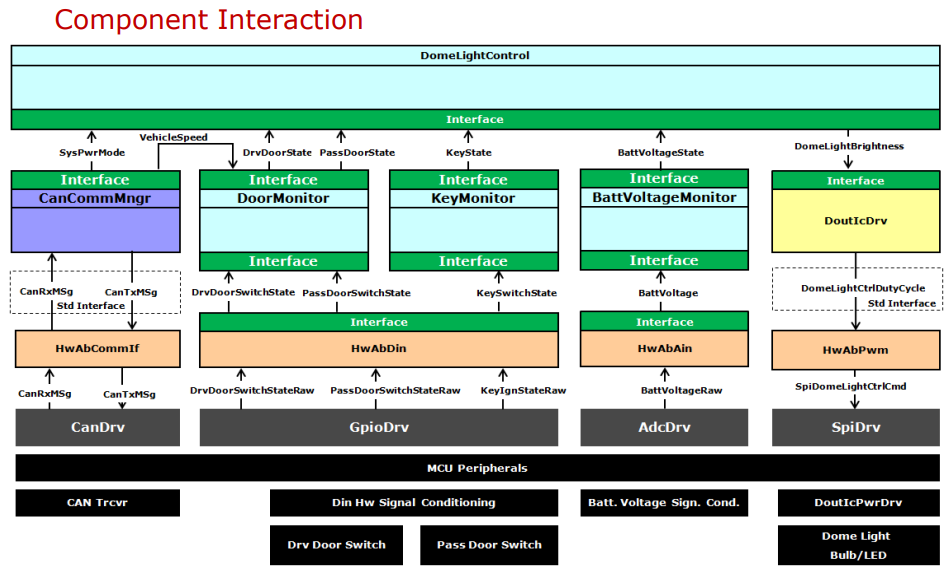 Component Interaction
DomeLightControl
Interface
VehicleSpeed
SysPwrMode
DrvDoorState
PassDoorState
KeyState
BattVoltageState
DomeLightBrightness
Interface
CanCommMngr
Interface
DoorMonitor
Interface
Interface
KeyMonitor
Interface
Interface
BattVoltageMonitor
Interface
Interface
DoutIcDrv
CanRxMSg
CanTxMSg
Std Interface
DrvDoorSwitchState
PassDoorSwitchState
KeySwitchState
BattVoltage
DomeLightCtrlDutyCycle
Std Interface
HwAbCommIf
Interface
HwAbDin
Interface
HwAbAin
HwAbPwm
CanRxMSg
CanTxMSg
DrvDoorSwitchStateRaw
PassDoorSwitchStateRaw
KeyIgnStateRaw
BattVoltageRaw
SpiDomeLightCtrlCmd
CanDrv
GpioDrv
AdcDrv
SpiDrv
MCU Peripherals
CAN Trcvr
Din Hw Signal Conditioning
Batt. Voltage Sign. Cond.
DoutIcPwrDrv
Drv Door Switch
Pass Door Switch
Dome Light
Bulb/LED